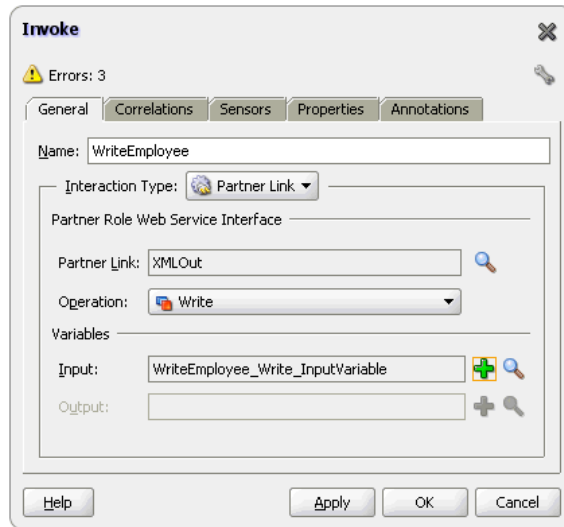 Invoke
Errors: 3
General Correlations Sensors Properties Annotations
Name: WriteEmployee
Interaction Type: Partner Link
Partner Role Web Service Interface
Partner Link: XMLOut
Operation: Write
Variables
Input: WriteEmployee_Write_InputVariable
Output:
Help Apply OK Cancel